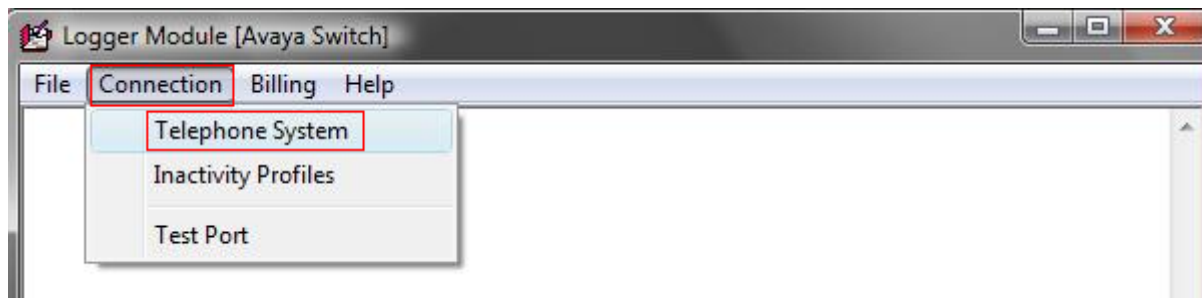 Logger Module [Avaya Switch]
File Connection Billing Help
Telephone System
Inactivity Profiles
Test Port